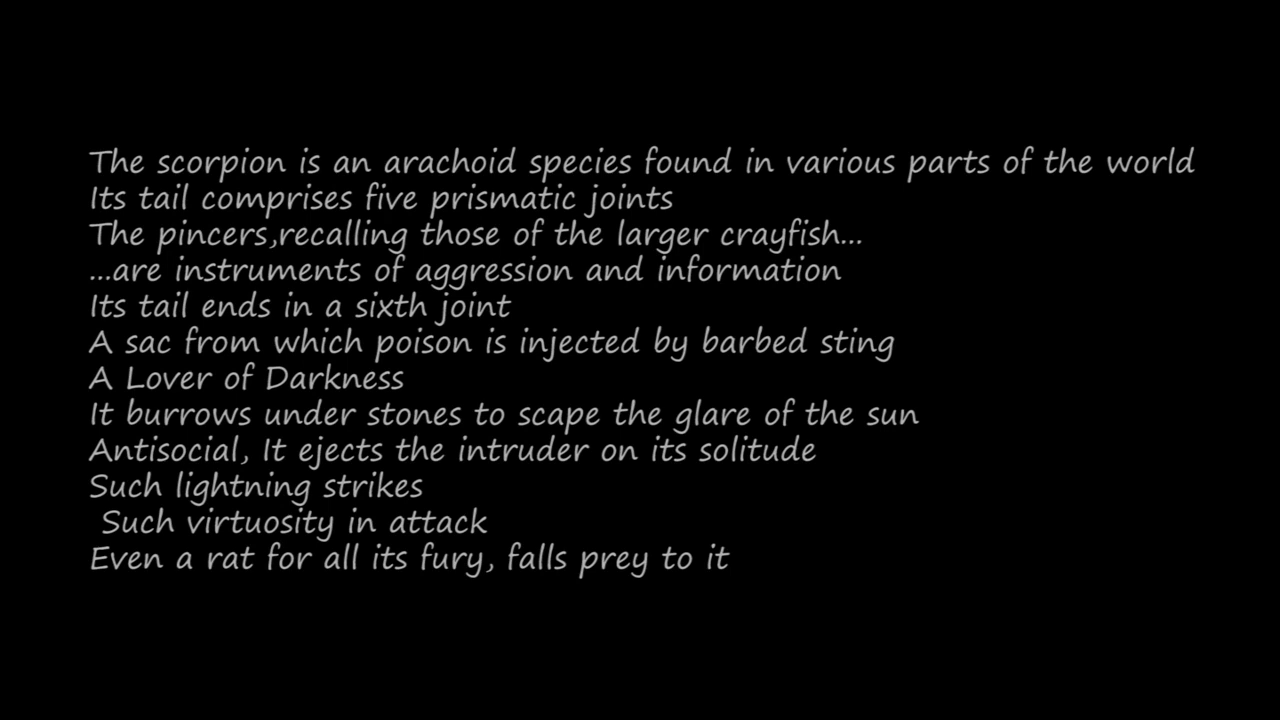 The scorpion is an arachoid species found in various parts of the world
Its tail comprises five prismatic joints
The pincers,recalling those of the larger crayfish...
...are instruments of aggression and information
Its tail ends in a sixth joint
A sac from which poison is injected by barbed sting
A Lover of Darkness
It burrows under stones to scape the glare of the sun
Antisocial, It ejects the intruder on its solitude
Such lightning strikes
Such virtuosity in attack
Even a rat for all its fury, falls prey to it